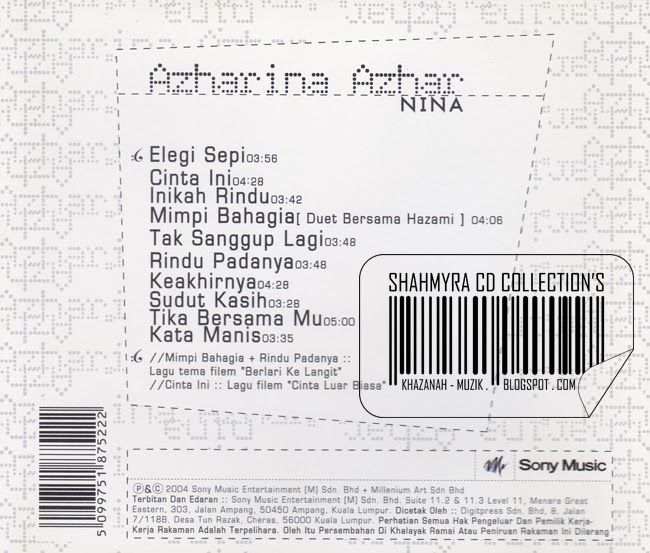 Azharina Azhar
NINA
Elegi Sepi03:56
Cinta Ini04:28
Inikah Rindu03:42
Mimpi Bahagia[ Duet Bersama Hazami ] 04:06
Tak Sanggup Lagi03:48
Rindu Padanya03:48
Keakhirnya04:28
Sudut Kasih03:28
Tika Bersama Mu05:00
Kata Manis03:35
//Mimpi Bahagia + Rindu Padanya ::
Lagu tema filem "Berlari Ke Langit"
//Cinta Ini :: Lagu filem "Cinta Luar Biasa"
SHAHMYRA CD COLLECTION'S
KHAZANAH - MUZIK . BLOGSPOT . COM
5 099751 875222
Sony Music
Ⓟ&© 2004 Sony Music Entertainment [M] Sdn. Bhd + Millenium Art Sdn Bhd
Terbitan Dan Edaran :: Sony Music Entertainment [M] Sdn. Bhd. Suite 11.2 & 11.3 Level 11, Menara Great
Eastern, 303, Jalan Ampang, 50450 Ampang, Kuala Lumpur. Dicetak Oleh :: Digitpress Sdn. Bhd, 8, Jalan
7/118B, Desa Tun Razak, Cheras, 56000 Kuala Lumpur. Perhatian Semua Hak Pengeluar Dan Pemilik Kerja-
Kerja Rakaman Adalah Terpelihara. Oleh Itu Persembahan Di Khalayak Ramai Atau Peniruan Rakaman Ini Dilarang